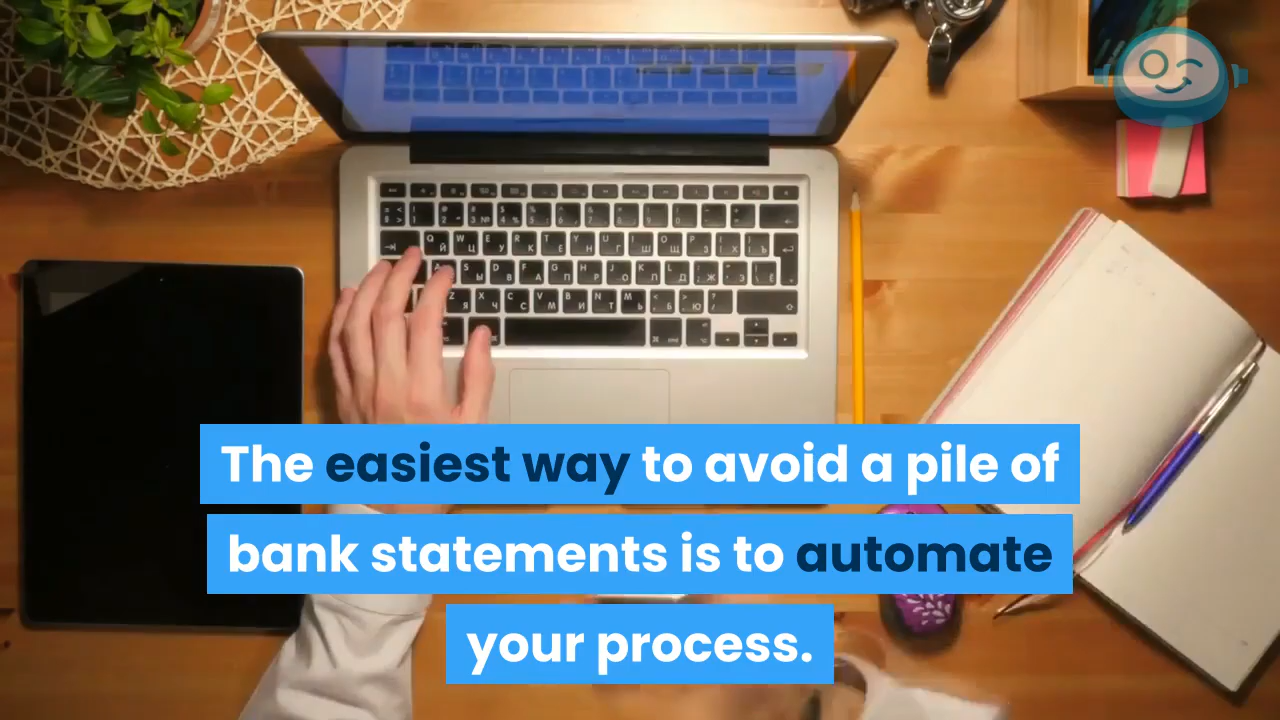 The easiest way to avoid a pile of
bank statements is to automate
your process.